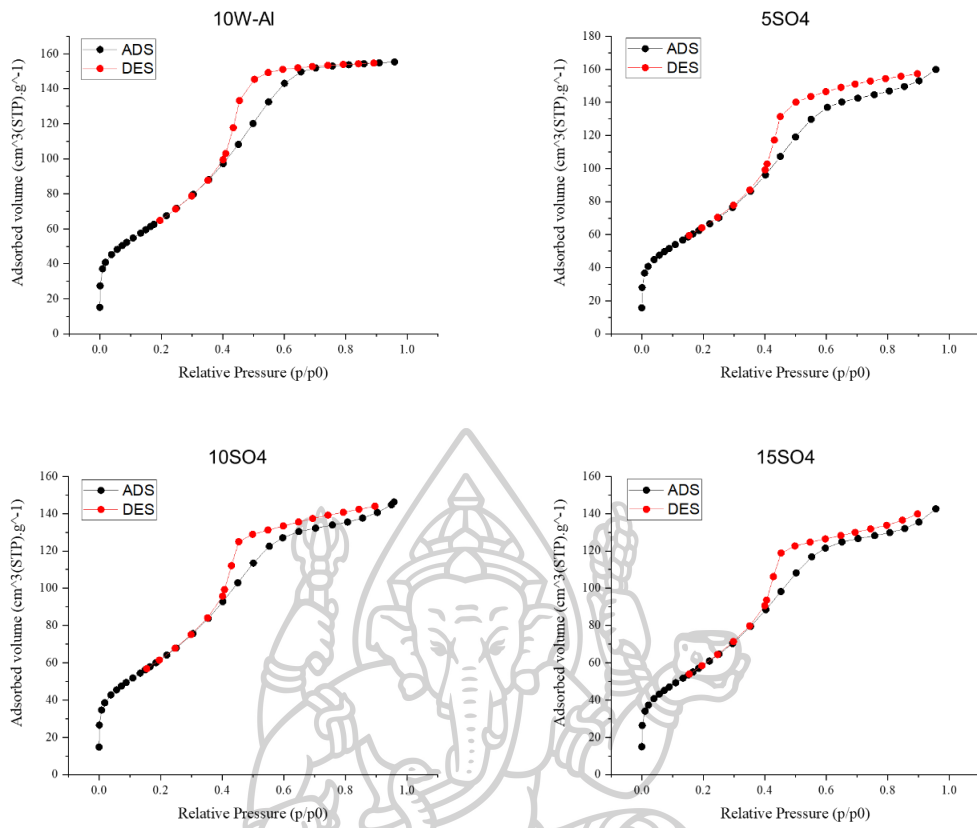 10W-Al
ADS
DES
Adsorbed volume (cm^3(STP).g^-1)
160
140
120
100
80
60
40
20
0
0.0 0.2 0.4 0.6 0.8 1.0
Relative Pressure (p/p0)
5SO4
ADS
DES
Adsorbed volume (cm^3(STP).g^-1)
180
160
140
120
100
80
60
40
20
0
0.0 0.2 0.4 0.6 0.8 1.0
Relative Pressure (p/p0)
10SO4
ADS
DES
Adsorbed volume (cm^3(STP).g^-1)
160
140
120
100
80
60
40
20
0
0.0 0.2 0.4 0.6 0.8 1.0
Relative Pressure (p/p0)
15SO4
ADS
DES
Adsorbed volume (cm^3(STP).g^-1)
160
140
120
100
80
60
40
20
0
0.0 0.2 0.4 0.6 0.8 1.0
Relative Pressure (p/p0)